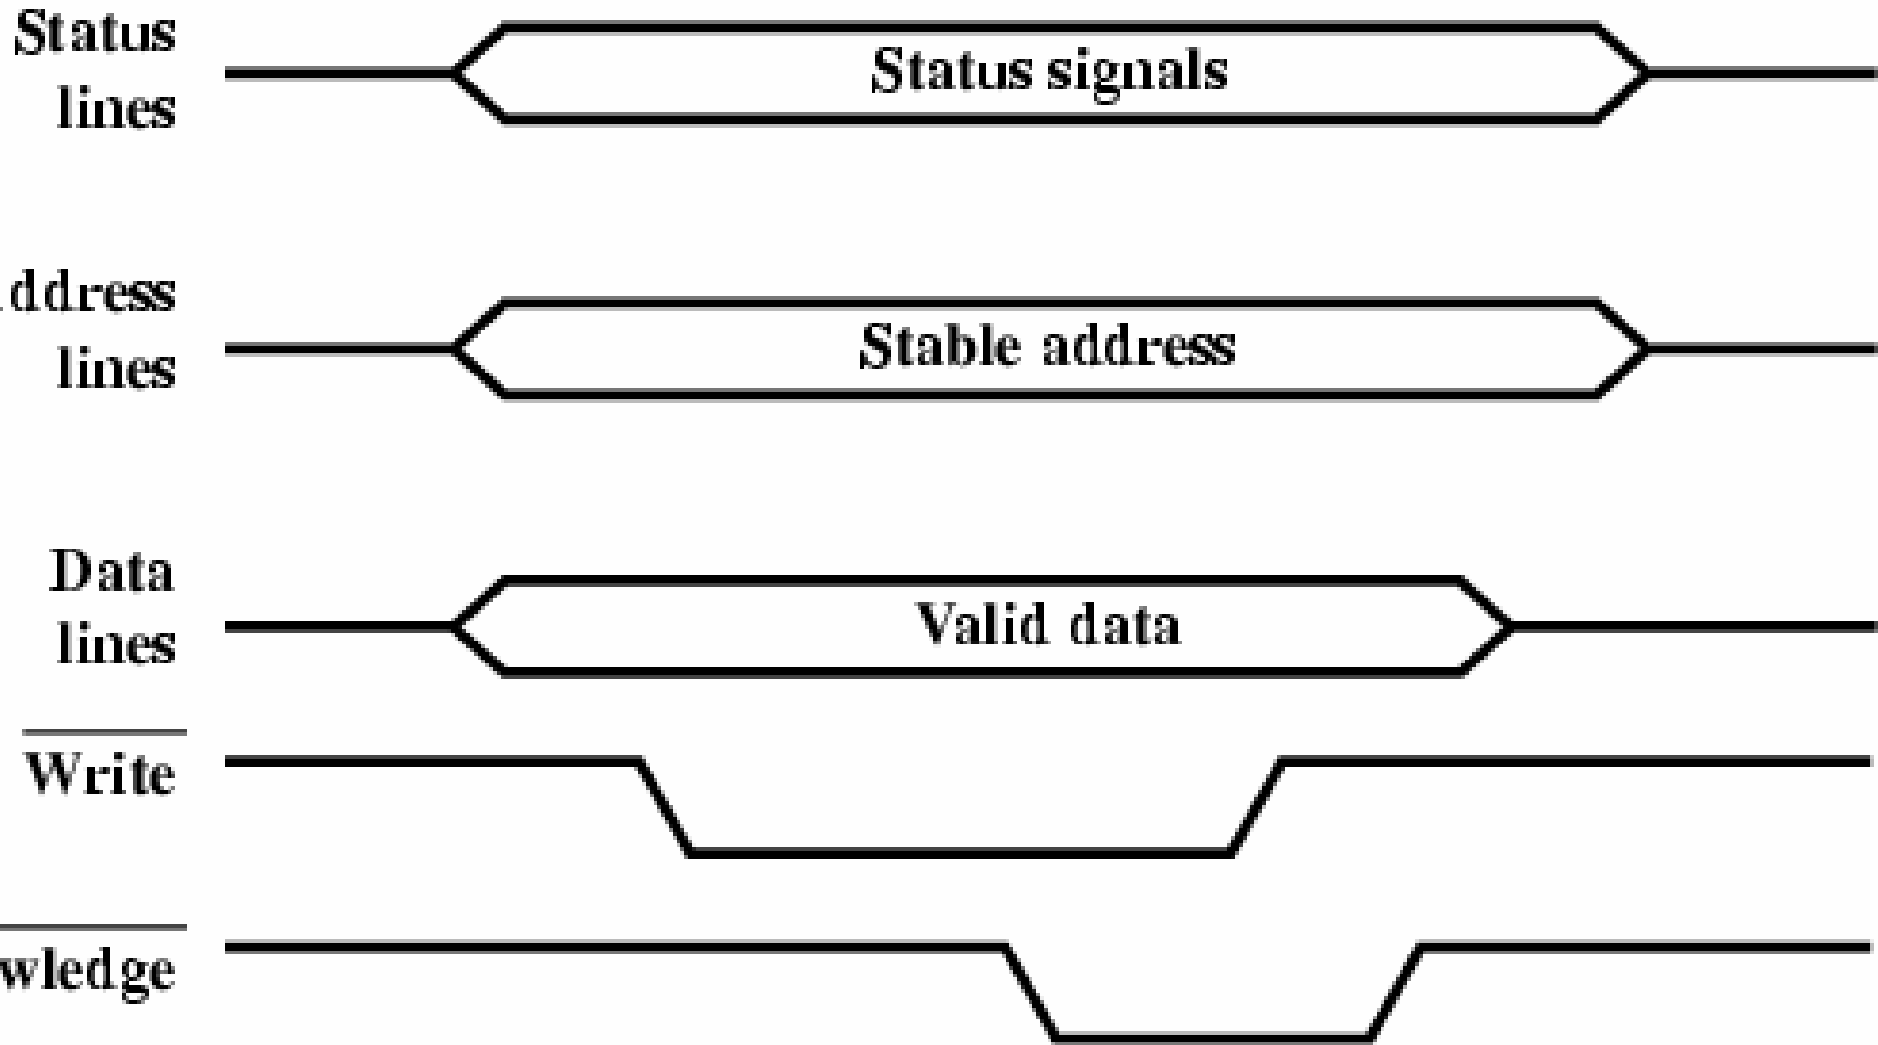 Status
lines
Status signals
ddress
lines
Stable address
Data
lines
Valid data
Write
wledge